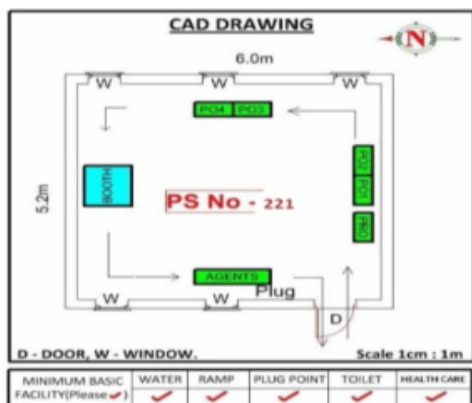 CAD DRAWING
N
6.0m
W W W
PO4 PO3
5.2m
BOOTH
PO2
PO1
PRO
PS No - 221
AGENTS
Plug
W W
D
D - DOOR, W - WINDOW. Scale 1cm : 1m
MINIMUM BASIC FACILITY(Please ✓) WATER RAMP PLUG POINT TOILET HEALTH CARE
✓ ✓ ✓ ✓ ✓